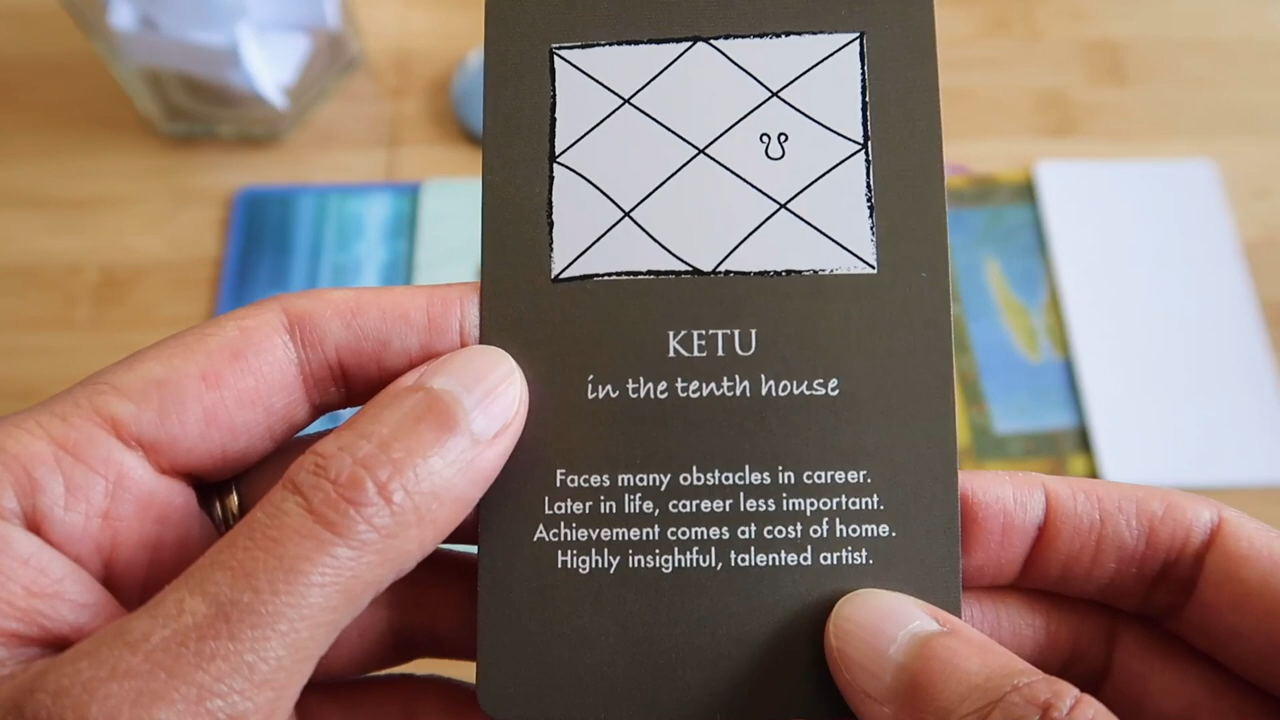 KETU
in the tenth house
Faces many obstacles in career.
Later in life, career less important.
Achievement comes at cost of home.
Highly insightful, talented artist.